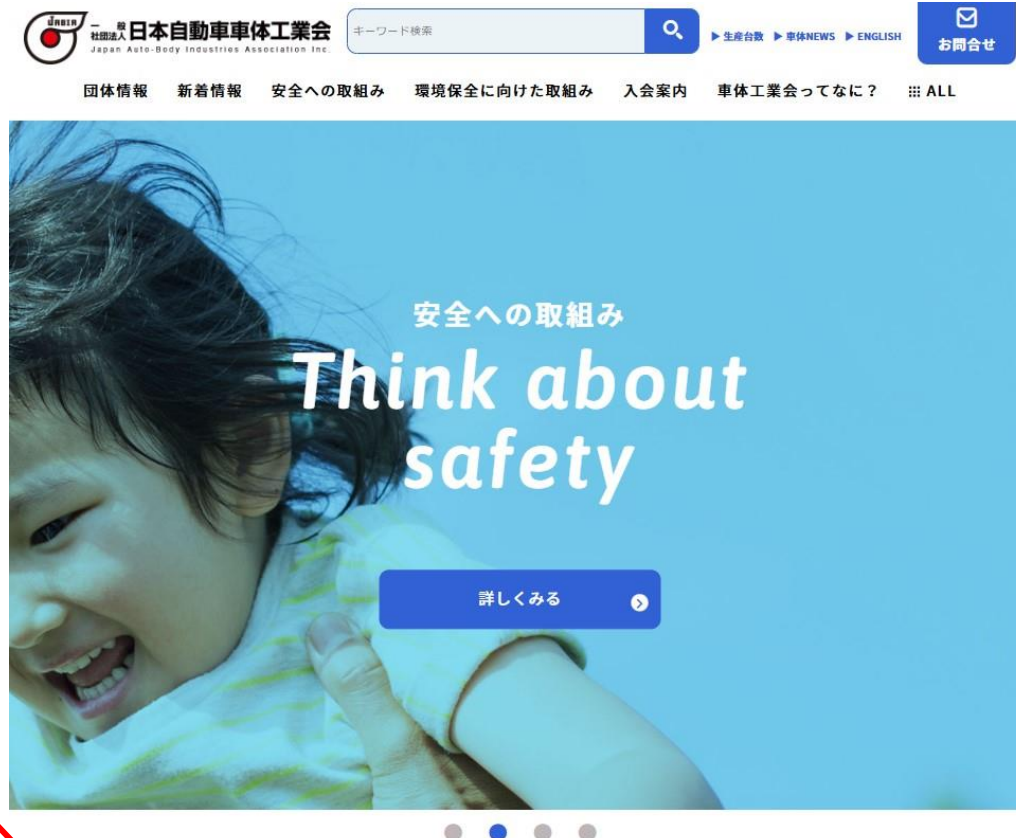 JABIA
一般社団法人 日本自動車車体工業会
Japan Auto-Body Industries Association Inc.
キーワード検索
▶ 生産台数 ▶ 車体NEWS ▶ ENGLISH
お問合せ
団体情報 新着情報 安全への取組み 環境保全に向けた取組み 入会案内 車体工業会ってなに？ ALL
安全への取組み
Think about
safety
詳しくみる